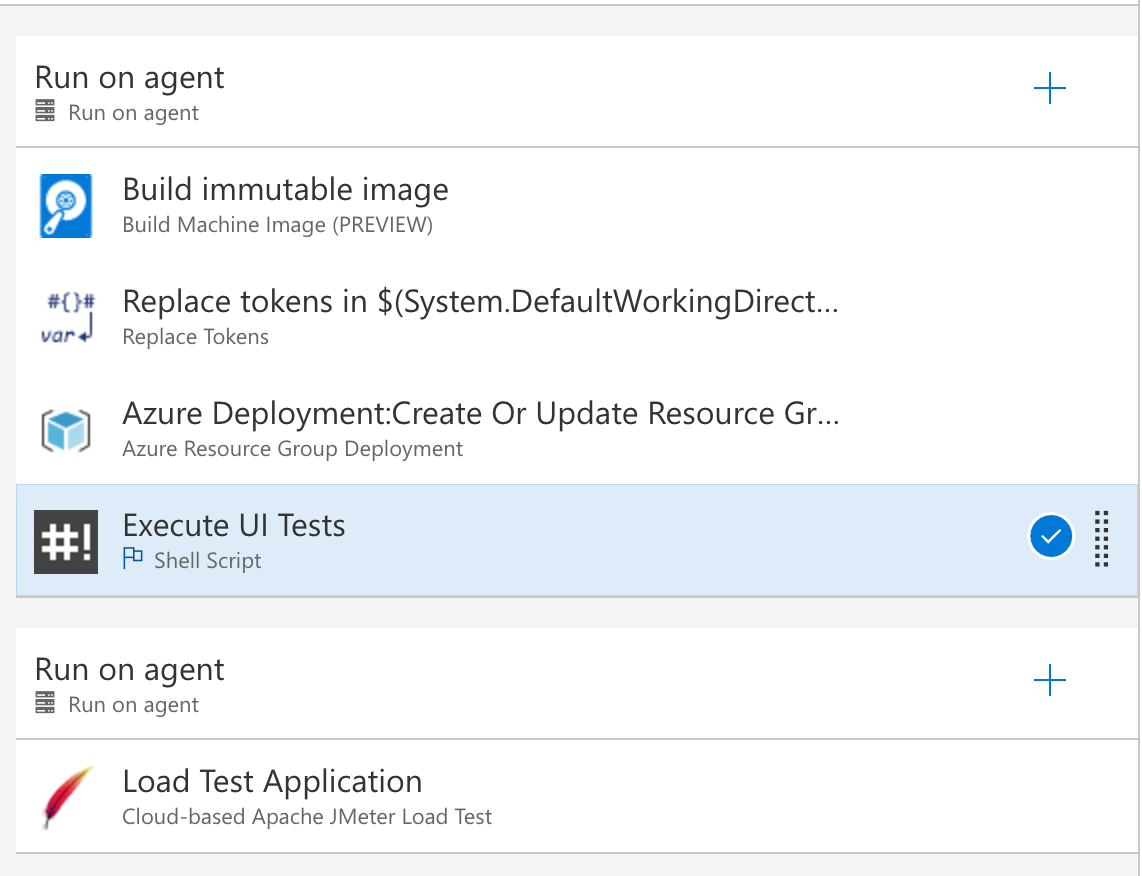 Run on agent
Run on agent
Build immutable image
Build Machine Image (PREVIEW)
#{}#
var
Replace tokens in $(System.DefaultWorkingDirect...
Replace Tokens
Azure Deployment:Create Or Update Resource Gr...
Azure Resource Group Deployment
#!
Execute UI Tests
Shell Script
Run on agent
Run on agent
Load Test Application
Cloud-based Apache JMeter Load Test